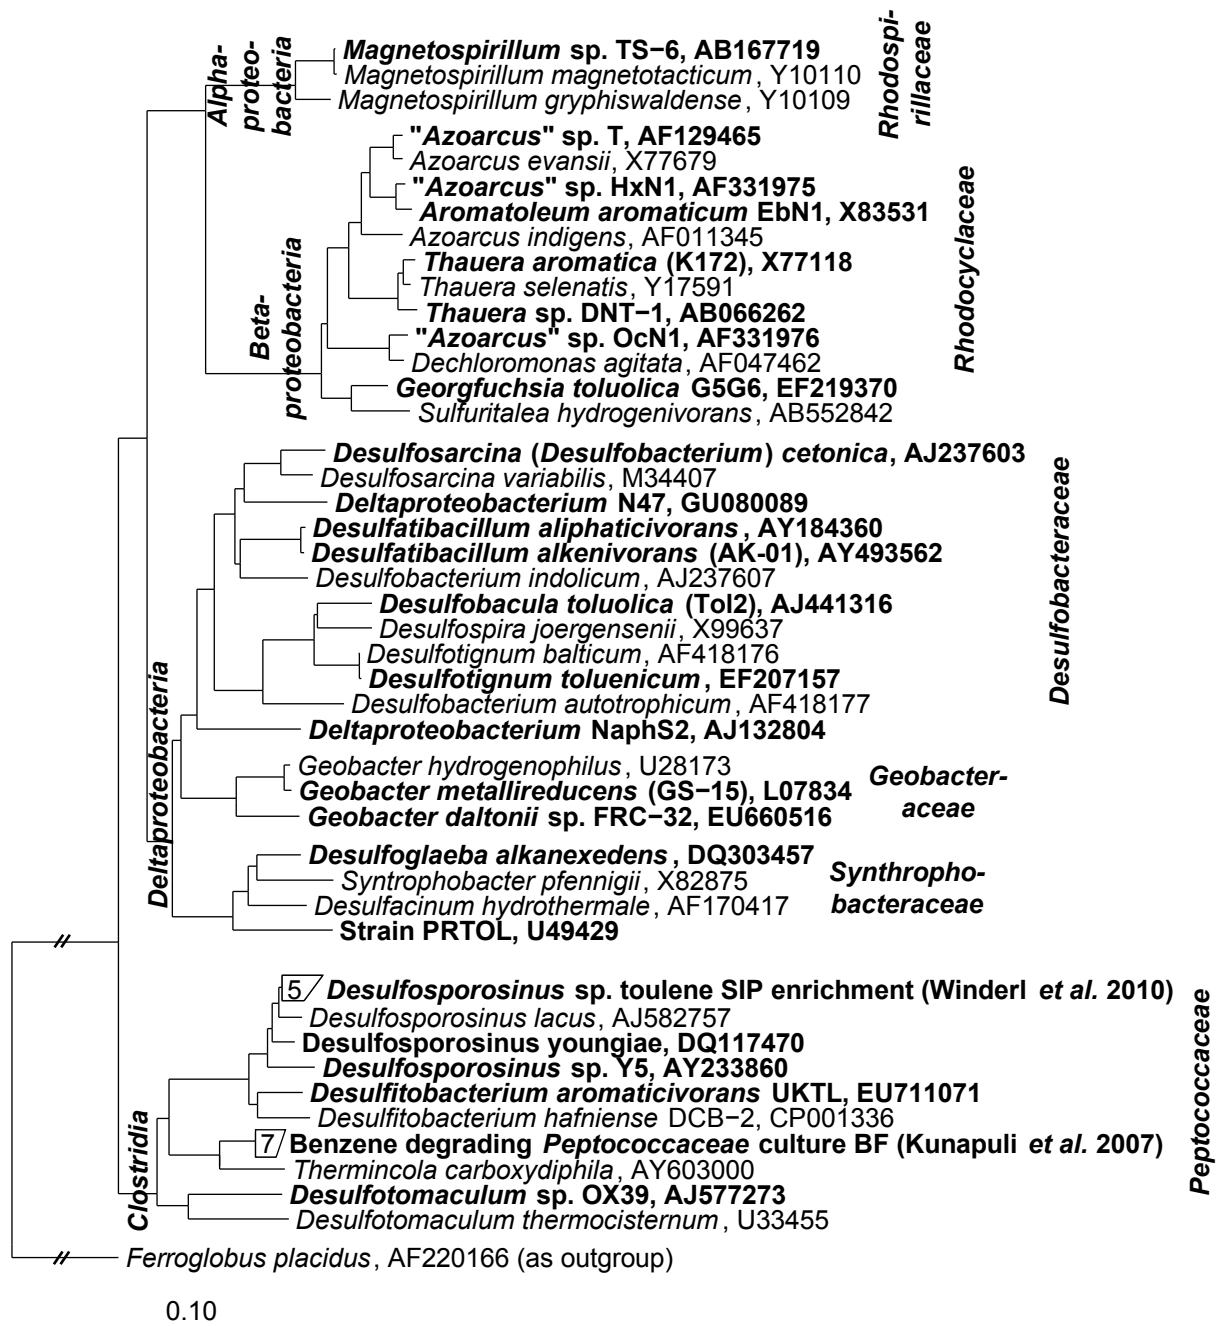 Alpha-
proteo-
bacteria
Magnetospirillum sp. TS−6, AB167719
Magnetospirillum magnetotacticum, Y10110
Magnetospirillum gryphiswaldense, Y10109
Rhodospi-
rillaceae
Beta-
proteobacteria
"Azoarcus" sp. T, AF129465
Azoarcus evansii, X77679
"Azoarcus" sp. HxN1, AF331975
Aromatoleum aromaticum EbN1, X83531
Azoarcus indigens, AF011345
Thauera aromatica (K172), X77118
Thauera selenatis, Y17591
Thauera sp. DNT−1, AB066262
"Azoarcus" sp. OcN1, AF331976
Dechloromonas agitata, AF047462
Georgfuchsia toluolica G5G6, EF219370
Sulfuritalea hydrogenivorans, AB552842
Rhodocyclaceae
Deltaproteobacteria
Desulfosarcina (Desulfobacterium) cetonica, AJ237603
Desulfosarcina variabilis, M34407
Deltaproteobacterium N47, GU080089
Desulfatibacillum aliphaticivorans, AY184360
Desulfatibacillum alkenivorans (AK-01), AY493562
Desulfobacterium indolicum, AJ237607
Desulfobacula toluolica (Tol2), AJ441316
Desulfospira joergensenii, X99637
Desulfotignum balticum, AF418176
Desulfotignum toluenicum, EF207157
Desulfobacterium autotrophicum, AF418177
Deltaproteobacterium NaphS2, AJ132804
Desulfobacteraceae
Geobacter hydrogenophilus, U28173
Geobacter metallireducens (GS−15), L07834
Geobacter daltonii sp. FRC−32, EU660516
Geobacter-
aceae
Desulfoglaeba alkanexedens, DQ303457
Syntrophobacter pfennigii, X82875
Desulfacinum hydrothermale, AF170417
Strain PRTOL, U49429
Synthropho-
bacteraceae
Clostridia
5 Desulfosporosinus sp. toulene SIP enrichment (Winderl et al. 2010)
Desulfosporosinus lacus, AJ582757
Desulfosporosinus youngiae, DQ117470
Desulfosporosinus sp. Y5, AY233860
Desulfitobacterium aromaticivorans UKTL, EU711071
Desulfitobacterium hafniense DCB−2, CP001336
7 Benzene degrading Peptococcaceae culture BF (Kunapuli et al. 2007)
Thermincola carboxydiphila, AY603000
Desulfotomaculum sp. OX39, AJ577273
Desulfotomaculum thermocisternum, U33455
Peptococcaceae
Ferroglobus placidus, AF220166 (as outgroup)
0.10